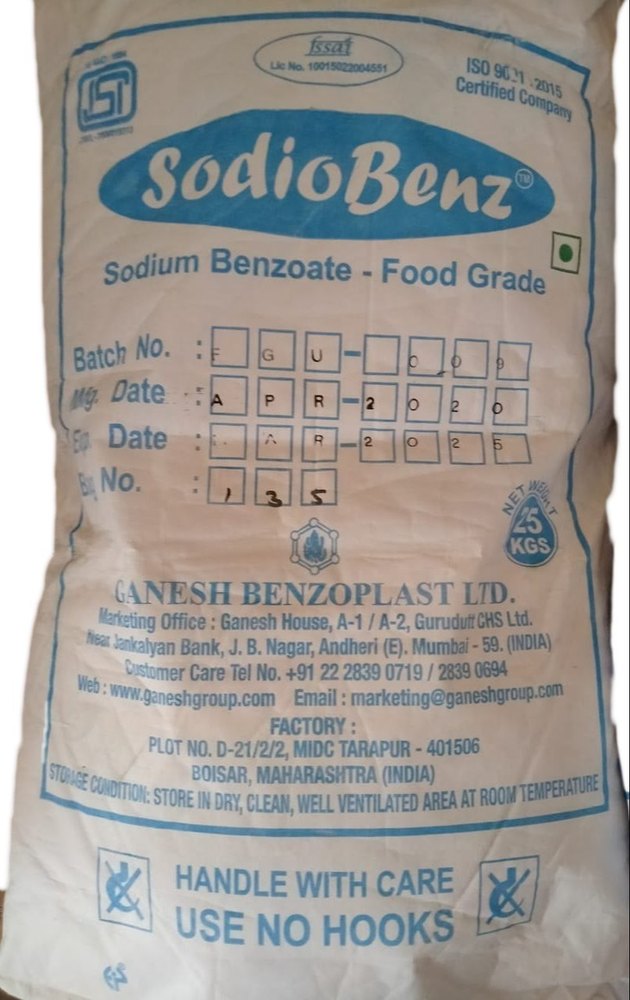 fssai
Lic No. 10015022004551
ISO 9001:2015
Certified Company
ISI
SodioBenz TM
Sodium Benzoate - Food Grade
Batch No. : F G U - 0 0 9
Mfg. Date : A P R - 2 0 2 0
Exp. Date : A R - 2 0 2 5
Bag No. : 1 3 5
NET WEIGHT
25
KGS
GANESH BENZOPLAST LTD.
Marketing Office : Ganesh House, A-1 / A-2, Gurudutt CHS Ltd.
Near Jankalyan Bank, J. B. Nagar, Andheri (E). Mumbai - 59. (INDIA)
Customer Care Tel No. +91 22 2839 0719 / 2839 0694
Web : www.ganeshgroup.com Email : marketing@ganeshgroup.com
FACTORY :
PLOT NO. D-21/2/2, MIDC TARAPUR - 401506
BOISAR, MAHARASHTRA (INDIA)
STORAGE CONDITION: STORE IN DRY, CLEAN, WELL VENTILATED AREA AT ROOM TEMPERATURE
HANDLE WITH CARE
USE NO HOOKS